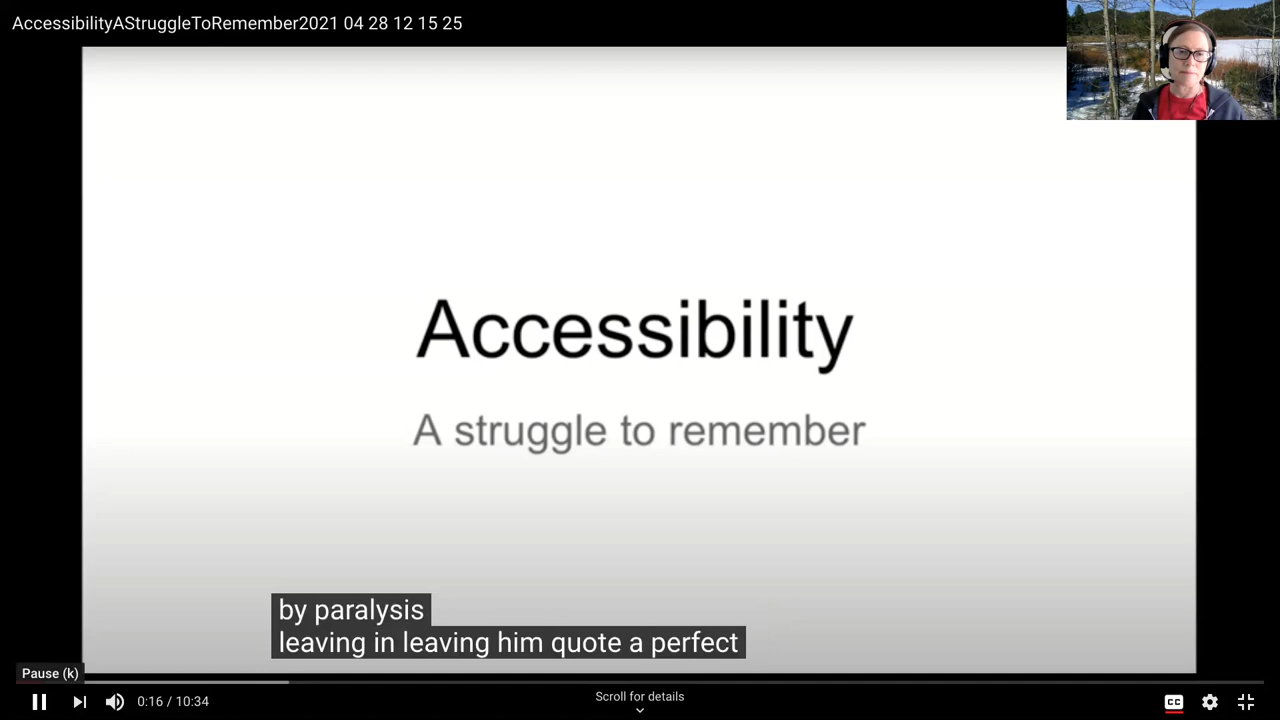 AccessibilityAStruggleToRemember2021 04 28 12 15 25
Accessibility
A struggle to remember
by paralysis
leaving in leaving him quote a perfect
Pause (k)
0:16 / 10:34
Scroll for details
CC